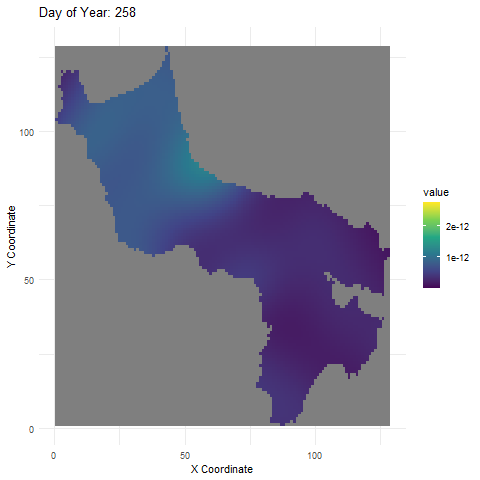 Day of Year: 258
100
50
0
Y Coordinate
0
50
100
X Coordinate
value
2e-12
1e-12